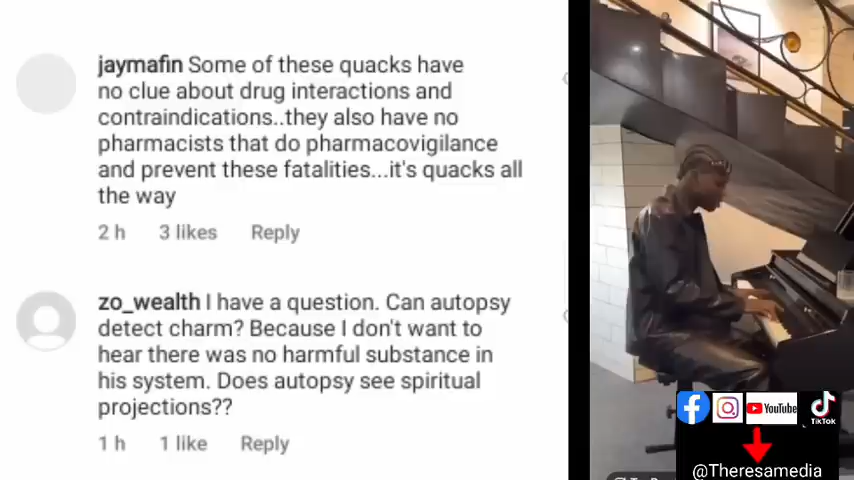 jaymafin Some of these quacks have
no clue about drug interactions and
contraindications..they also have no
pharmacists that do pharmacovigilance
and prevent these fatalities...it's quacks all
the way
2 h 3 likes Reply
zo_wealth I have a question. Can autopsy
detect charm? Because I don't want to
hear there was no harmful substance in
his system. Does autopsy see spiritual
projections??
1 h 1 like Reply
YouTube
TikTok
@Theresamedia